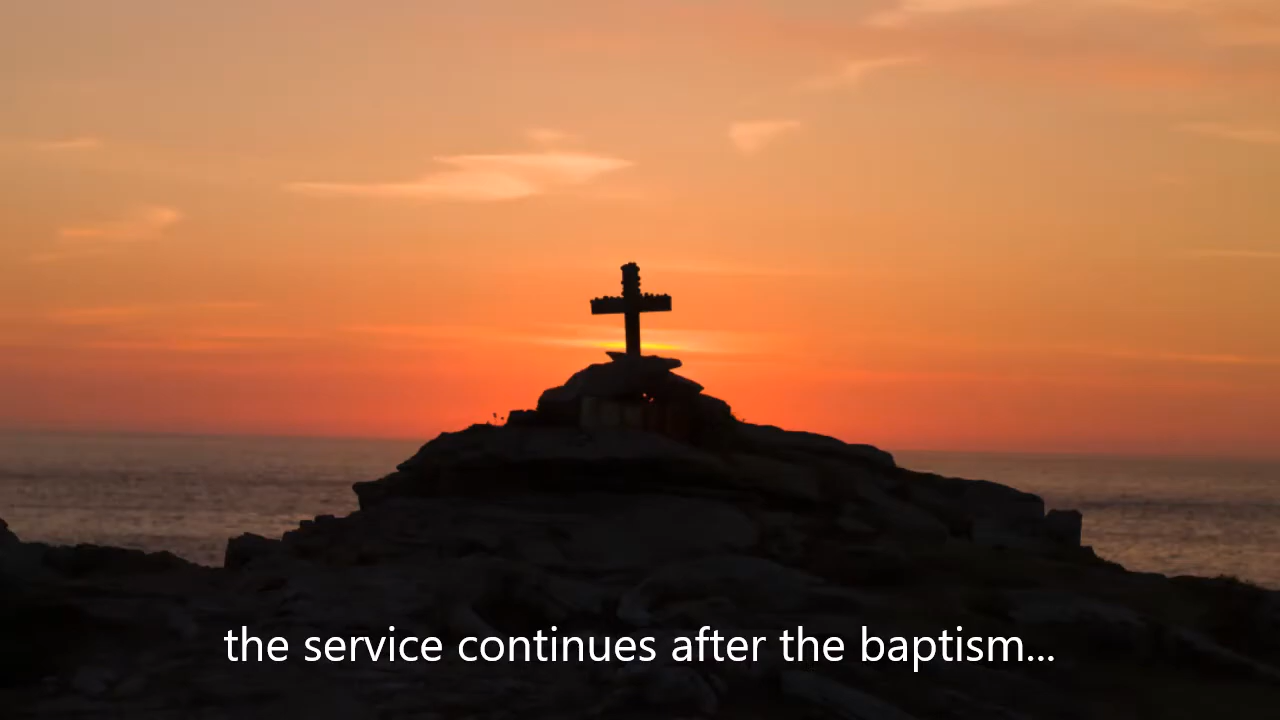 the service continues after the baptism...